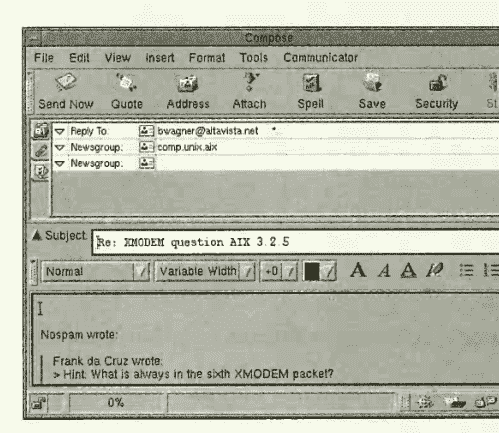 Compose
File Edit View Insert Format Tools Communicator
Send Now Quote Address Attach Spell Save Security
Reply To: bwagner@altavista.net
Newsgroup: comp.unix.aix
Newsgroup:
Subject: Re: XMODEM question AIX 3.2.5
Normal Variable Width +0 A A A
Nospam wrote:
Frank da Cruz wrote:
> Hint: What is always in the sixth XMODEM packet?
0%